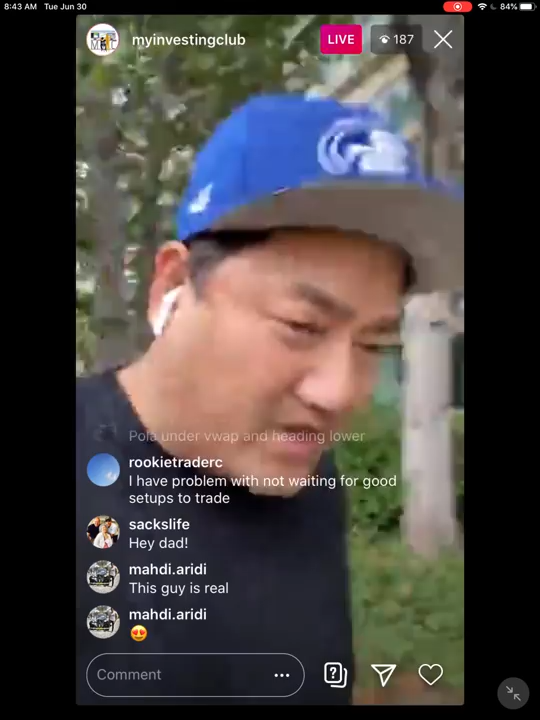 8:43 AM Tue Jun 30
84%
myinvestingclub
LIVE
187
Pola under vwap and heading lower
rookietraderc
I have problem with not waiting for good
setups to trade
sackslife
Hey dad!
mahdi.aridi
This guy is real
mahdi.aridi
😍
Comment